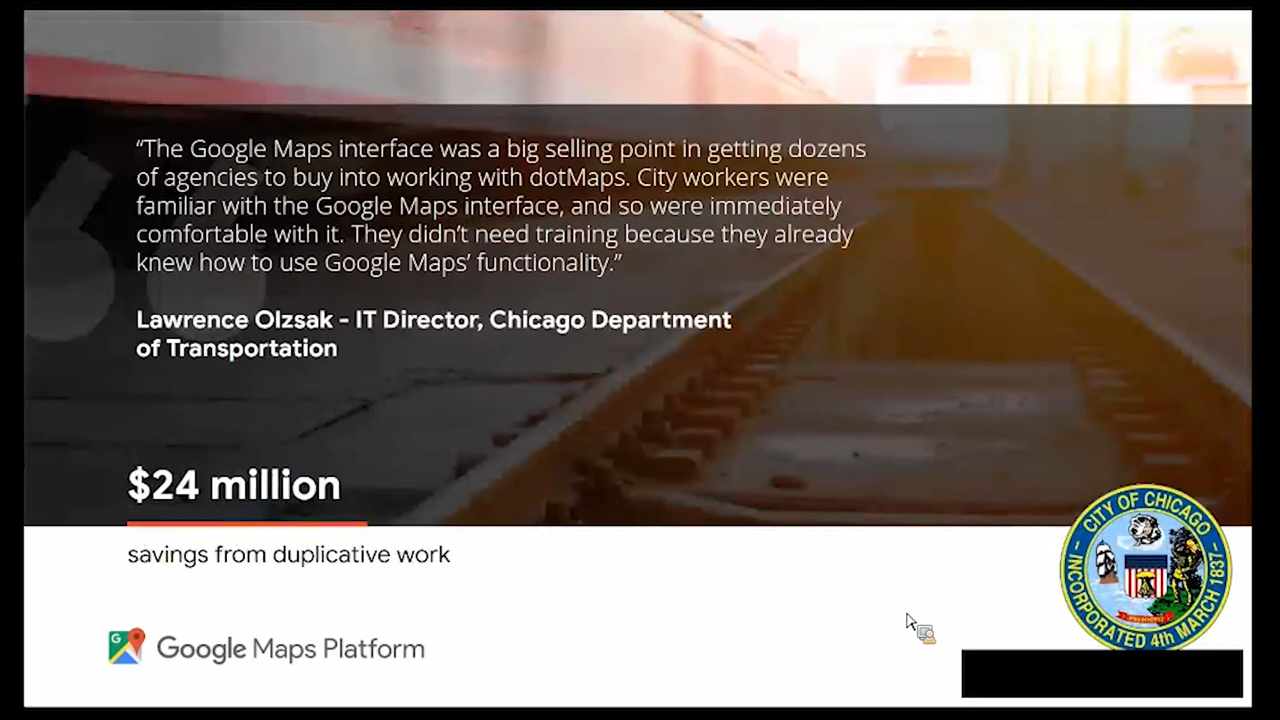 “The Google Maps interface was a big selling point in getting dozens
of agencies to buy into working with dotMaps. City workers were
familiar with the Google Maps interface, and so were immediately
comfortable with it. They didn’t need training because they already
knew how to use Google Maps’ functionality.”
Lawrence Olzsak - IT Director, Chicago Department
of Transportation
$24 million
savings from duplicative work
CITY OF CHICAGO
INCORPORATED 4th MARCH 1837
Google Maps Platform